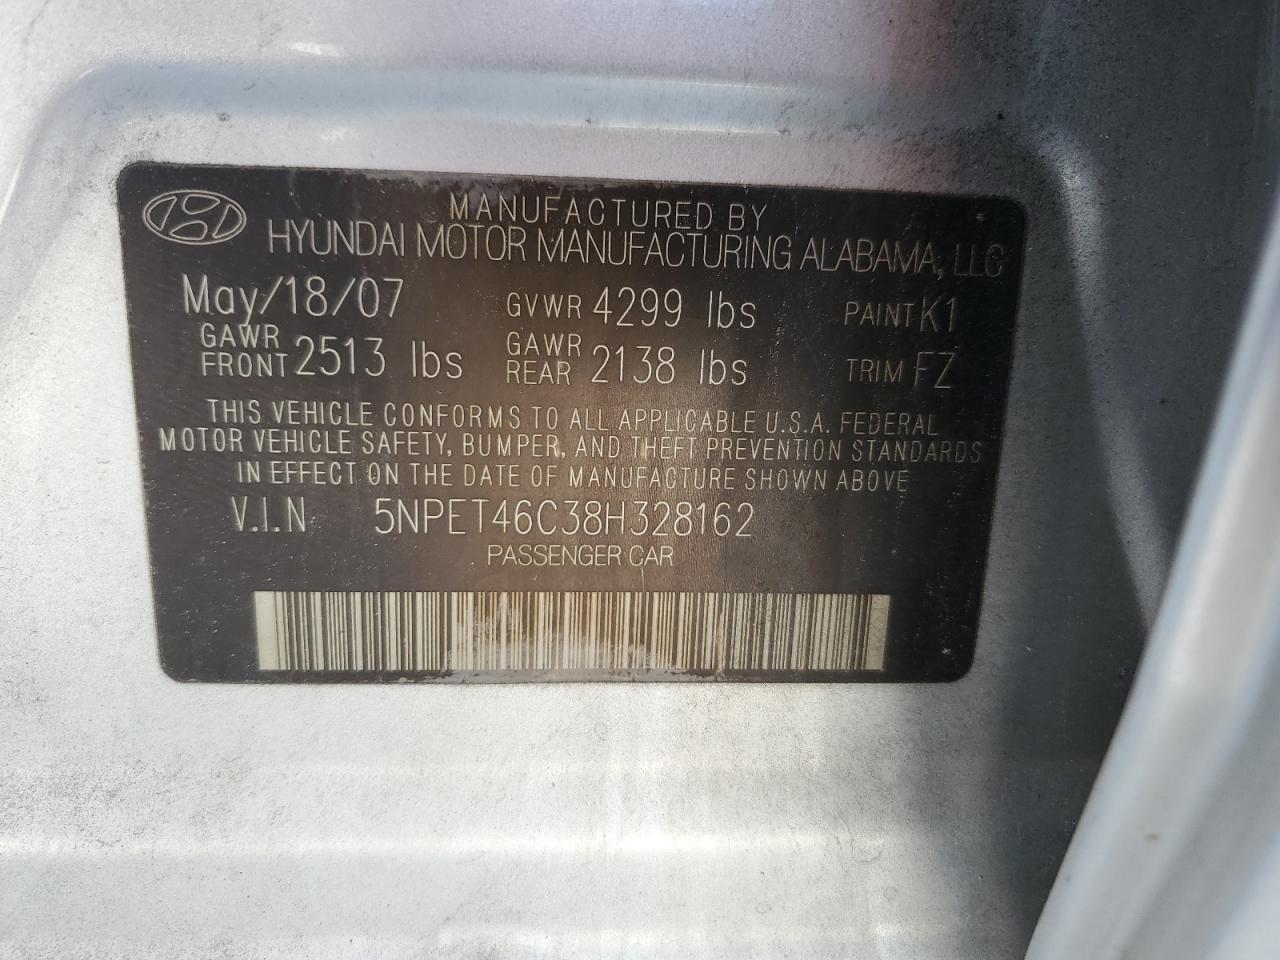 MANUFACTURED BY
HYUNDAI MOTOR MANUFACTURING ALABAMA, LLC
May/18/07 GVWR 4299 lbs PAINT K1
GAWR FRONT 2513 lbs GAWR REAR 2138 lbs TRIM FZ
THIS VEHICLE CONFORMS TO ALL APPLICABLE U.S.A. FEDERAL
MOTOR VEHICLE SAFETY, BUMPER, AND THEFT PREVENTION STANDARDS
IN EFFECT ON THE DATE OF MANUFACTURE SHOWN ABOVE
V.I.N 5NPET46C38H328162
PASSENGER CAR